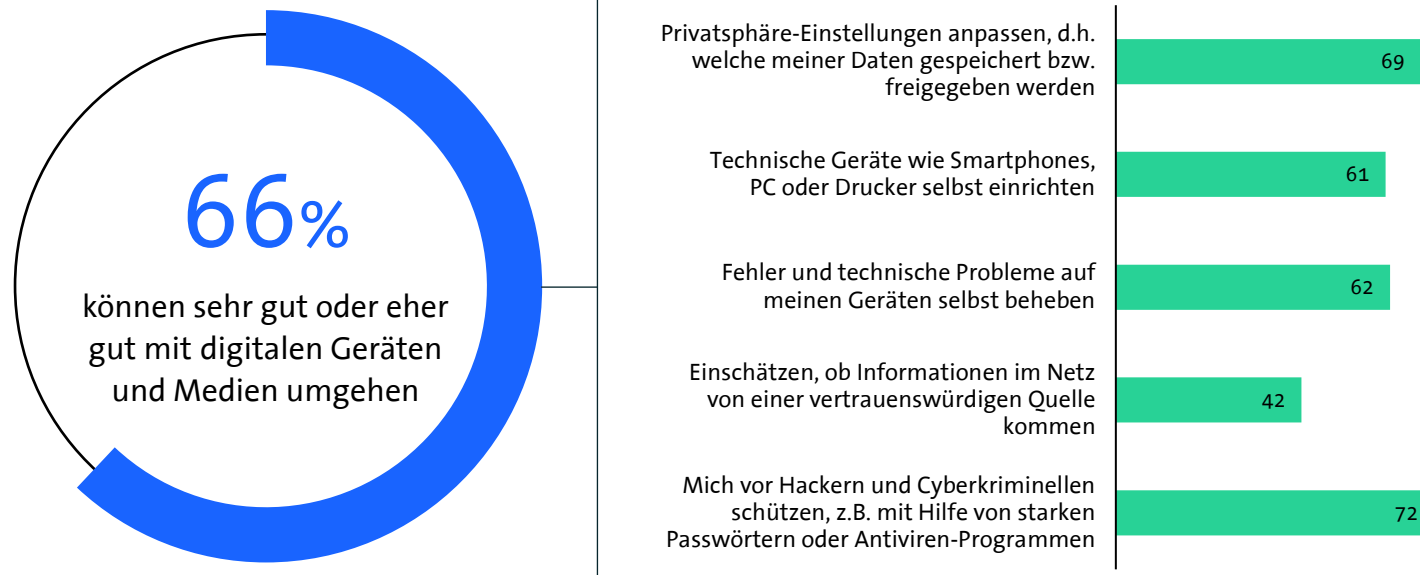 66%
können sehr gut oder eher
gut mit digitalen Geräten
und Medien umgehen
Privatsphäre-Einstellungen anpassen, d.h.
welche meiner Daten gespeichert bzw.
freigegeben werden
69
Technische Geräte wie Smartphones,
PC oder Drucker selbst einrichten
61
Fehler und technische Probleme auf
meinen Geräten selbst beheben
62
Einschätzen, ob Informationen im Netz
von einer vertrauenswürdigen Quelle
kommen
42
Mich vor Hackern und Cyberkriminellen
schützen, z.B. mit Hilfe von starken
Passwörtern oder Antiviren-Programmen
72